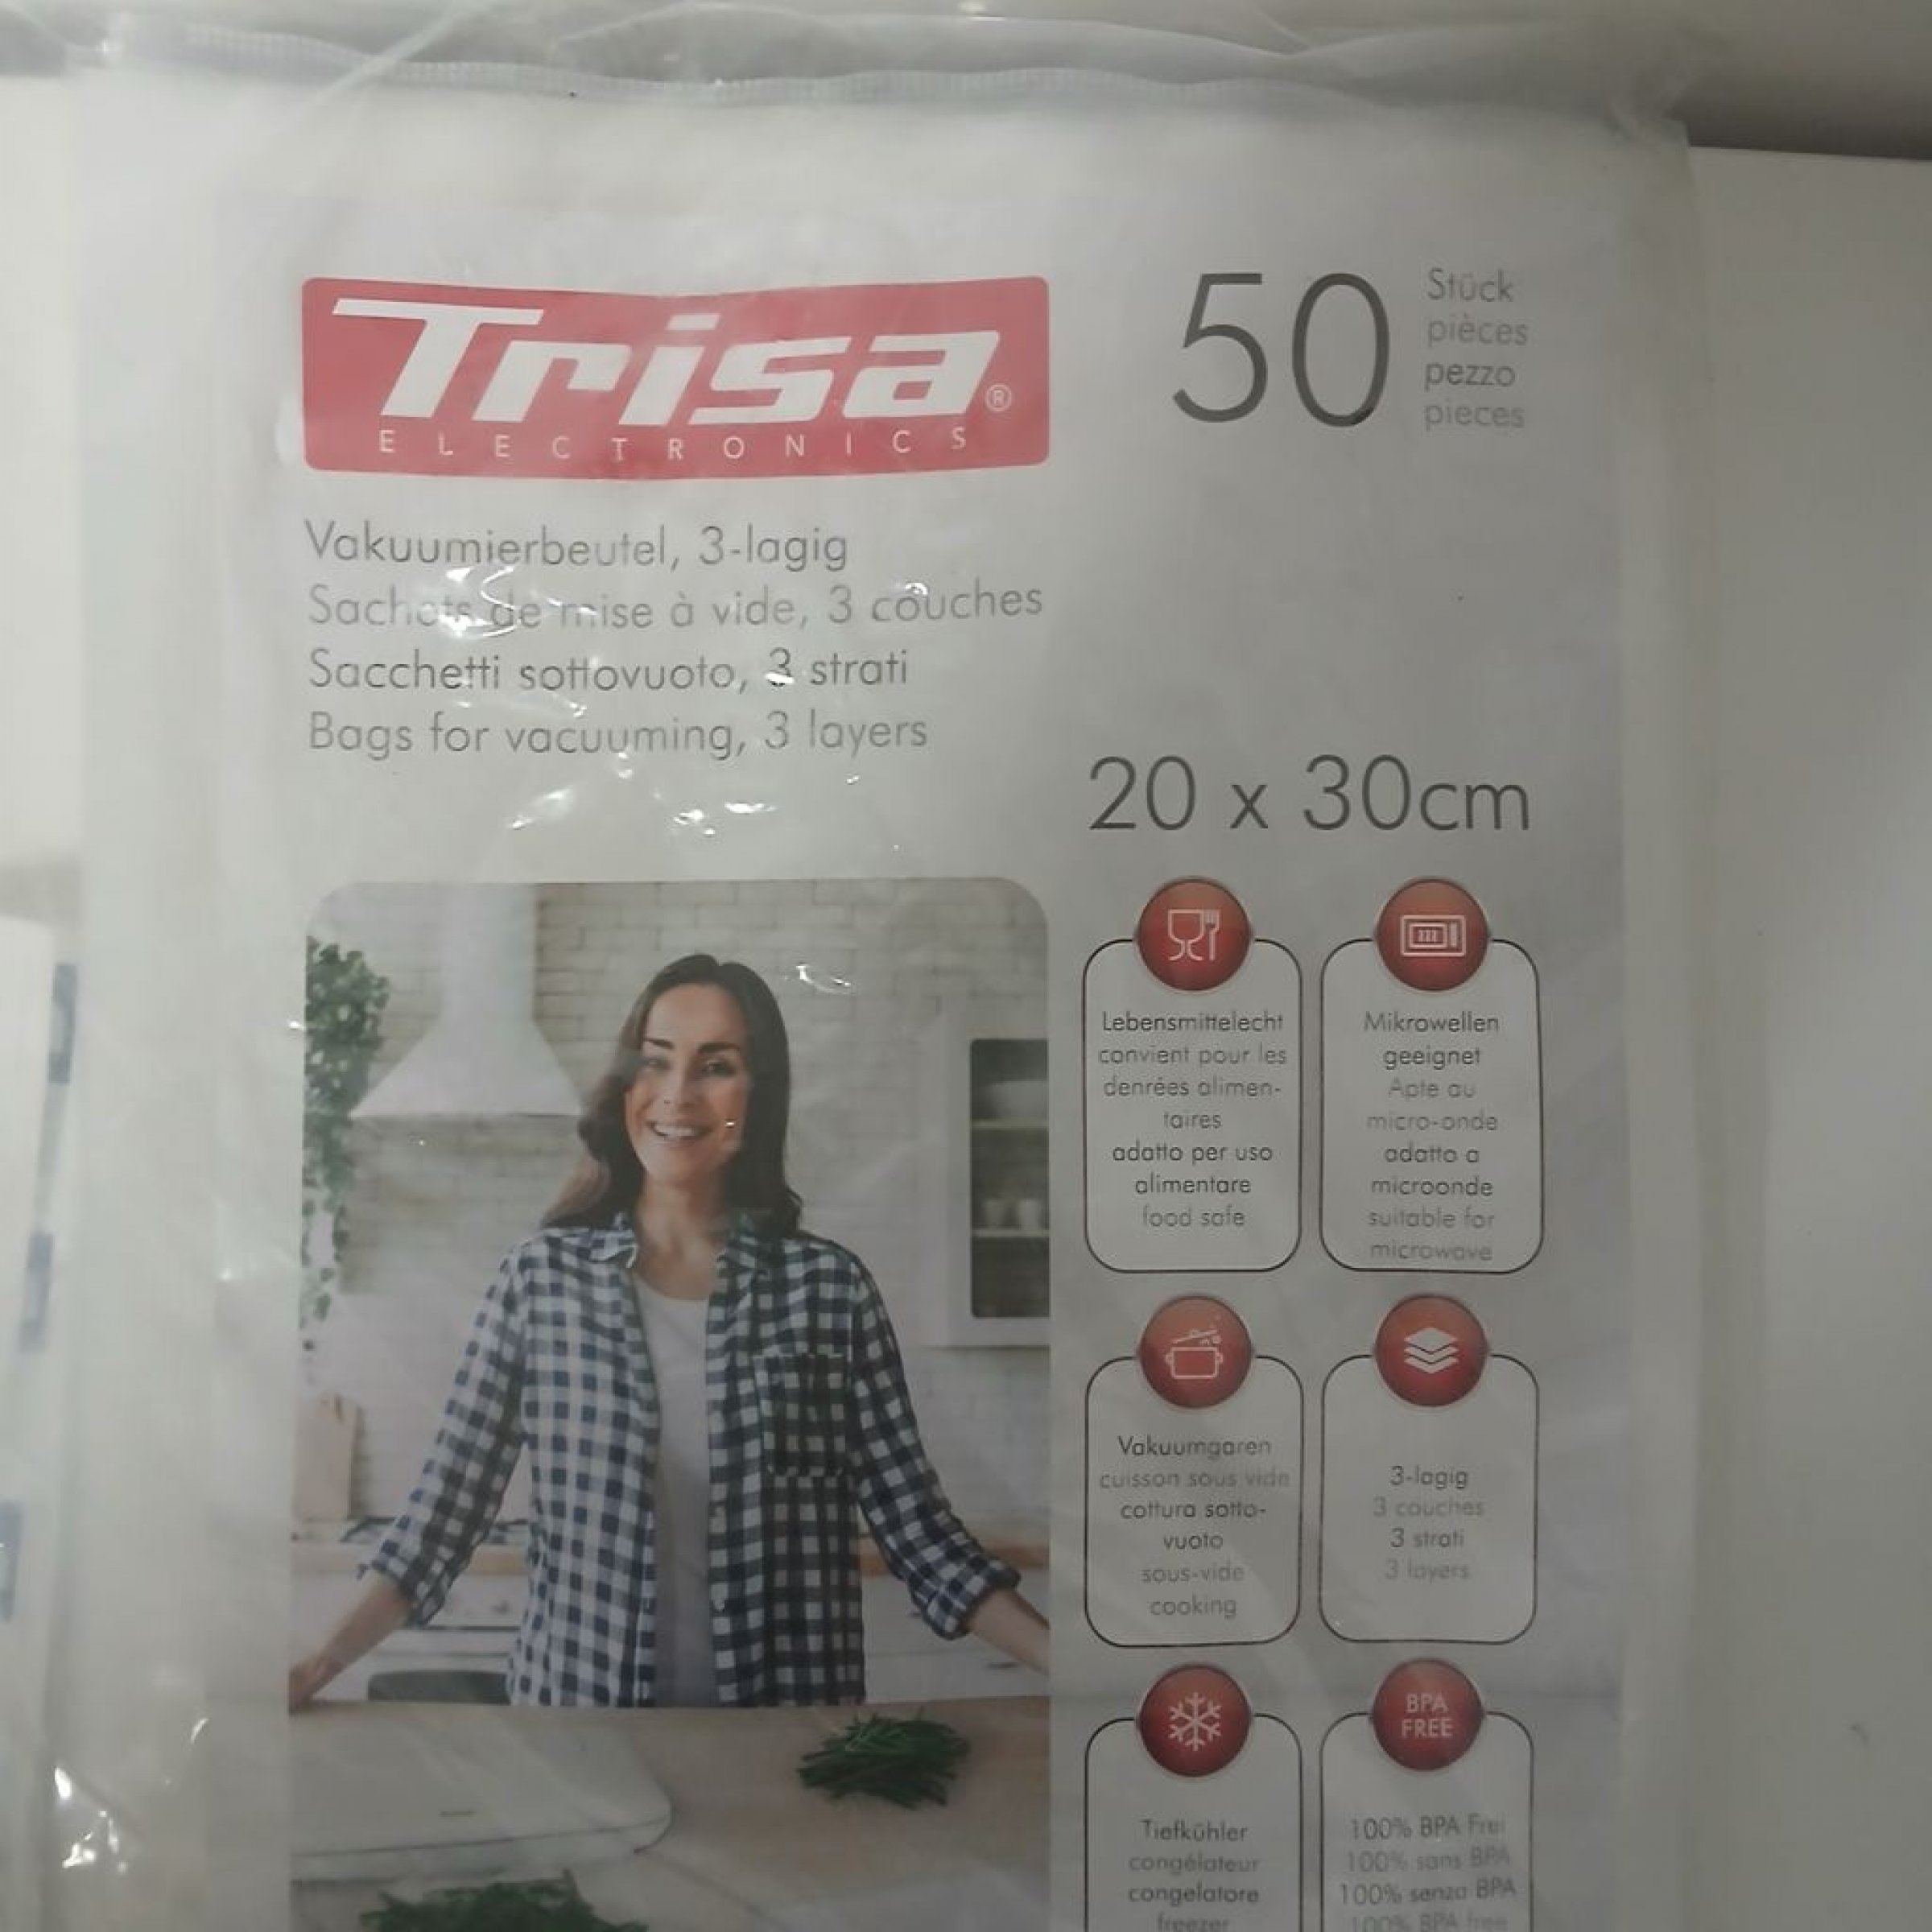 Trisa®
ELECTRONICS
50
Stück
pièces
pezzo
pieces
Vakuumierbeutel, 3-lagig
Sachets de mise à vide, 3 couches
Sacchetti sottovuoto, 3 strati
Bags for vacuuming, 3 layers
20 x 30cm
Lebensmittelecht
convient pour les
denrées alimen-
taires
adatto per uso
alimentare
food safe
Mikrowellen
geeignet
Apte au
micro-onde
adatto a
microonde
suitable for
microwave
Vakuumgaren
cuisson sous vide
cottura sotto-
vuoto
sous-vide
cooking
3-lagig
3 couches
3 strati
3 layers
Tiefkühler
congélateur
congelatore
freezer
BPA
FREE
100% BPA Frei
100% sans BPA
100% senza BPA
100% BPA free